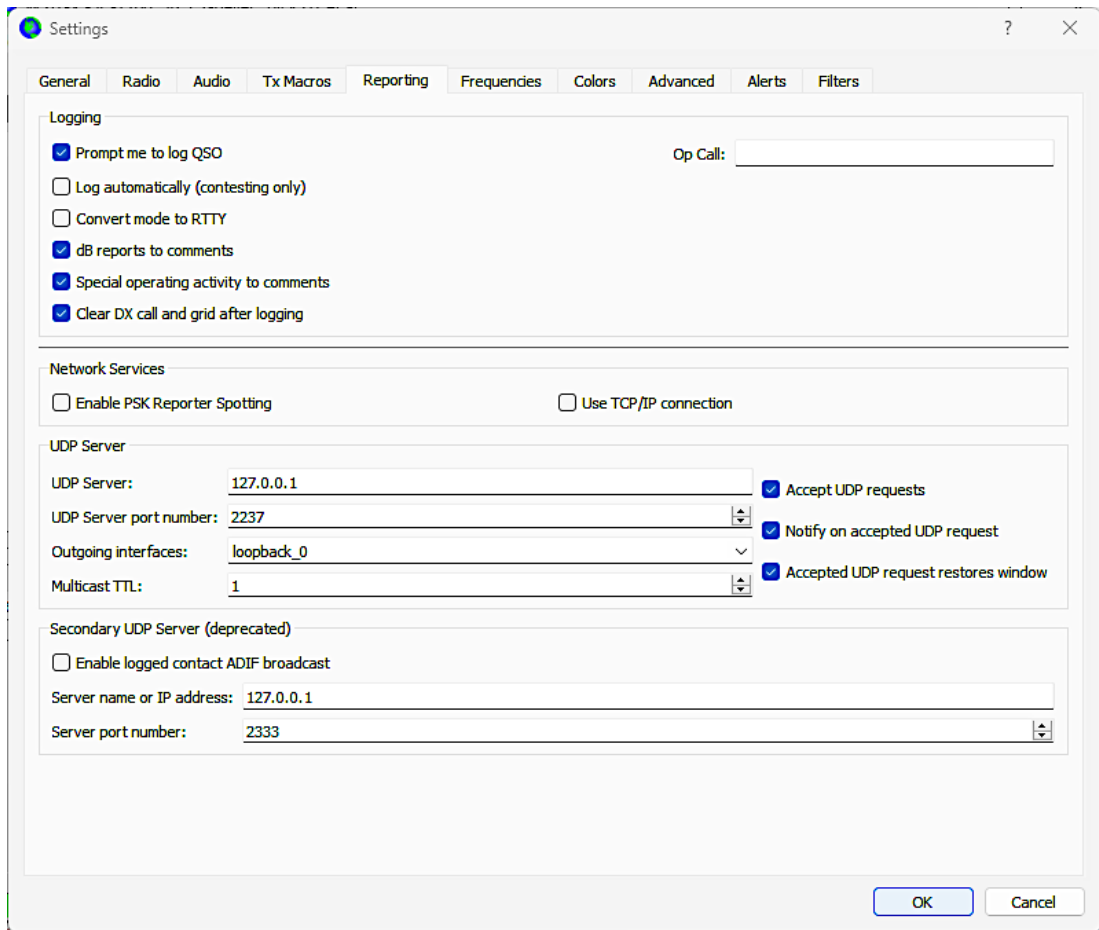 Settings
General Radio Audio Tx Macros Reporting Frequencies Colors Advanced Alerts Filters
Logging
Prompt me to log QSO
Op Call:
Log automatically (contesting only)
Convert mode to RTTY
dB reports to comments
Special operating activity to comments
Clear DX call and grid after logging
Network Services
Enable PSK Reporter Spotting Use TCP/IP connection
UDP Server
UDP Server: 127.0.0.1
Accept UDP requests
UDP Server port number: 2237
Notify on accepted UDP request
Outgoing interfaces: loopback_0
Accepted UDP request restores window
Multicast TTL: 1
Secondary UDP Server (deprecated)
Enable logged contact ADIF broadcast
Server name or IP address: 127.0.0.1
Server port number: 2333
OK Cancel